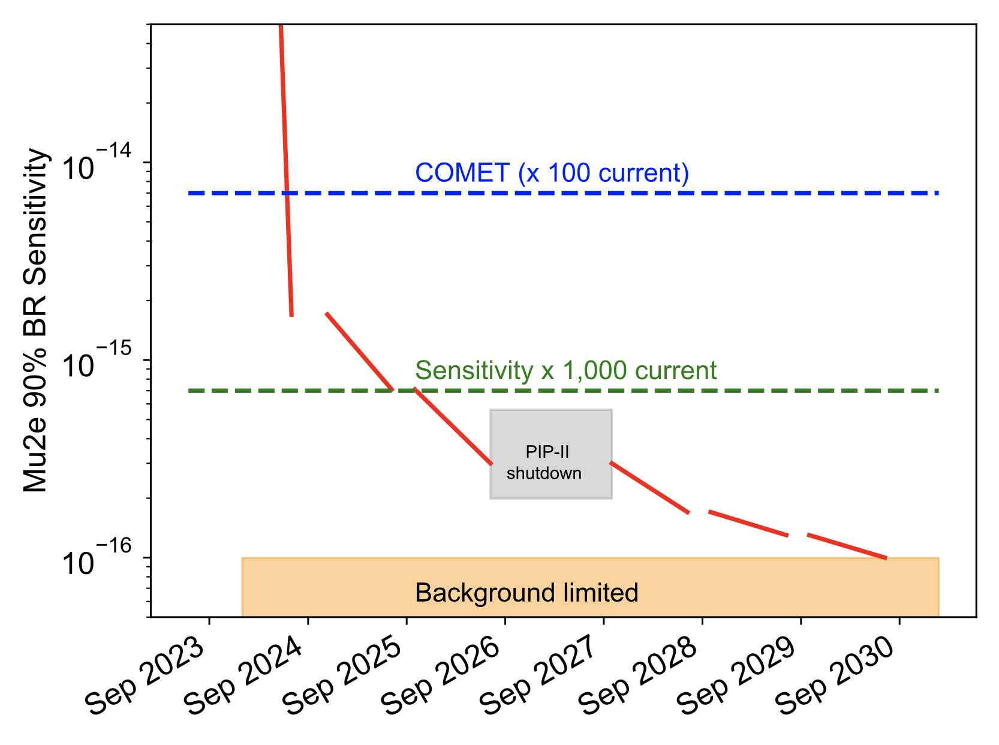 Mu2e 90% BR Sensitivity
10−14
10−15
10−16
COMET (x 100 current)
Sensitivity x 1,000 current
PIP-II
shutdown
Background limited
Sep 2023
Sep 2024
Sep 2025
Sep 2026
Sep 2027
Sep 2028
Sep 2029
Sep 2030